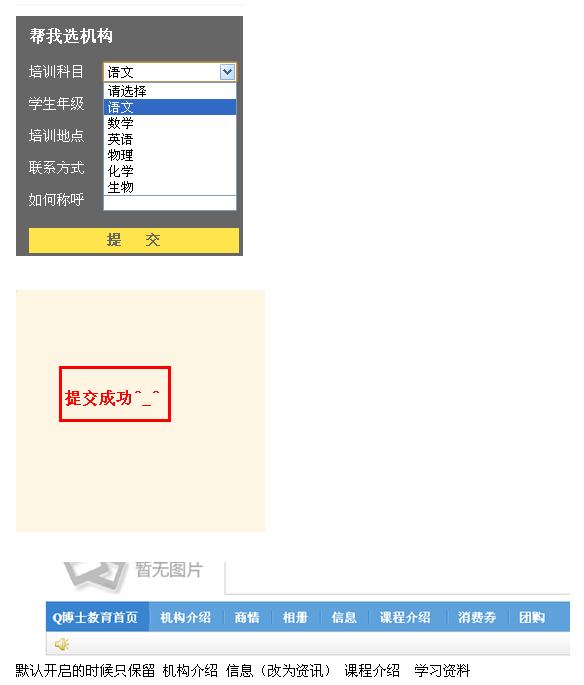 帮我选机构
培训科目 语文
请选择
语文
学生年级
数学
英语
培训地点
物理
联系方式
化学
生物
如何称呼
提 交
提交成功^_^
暂无图片
Q博士教育首页 机构介绍 商情 相册 信息 课程介绍 消费券 团购
默认开启的时候只保留 机构介绍 信息（改为资讯） 课程介绍 学习资料